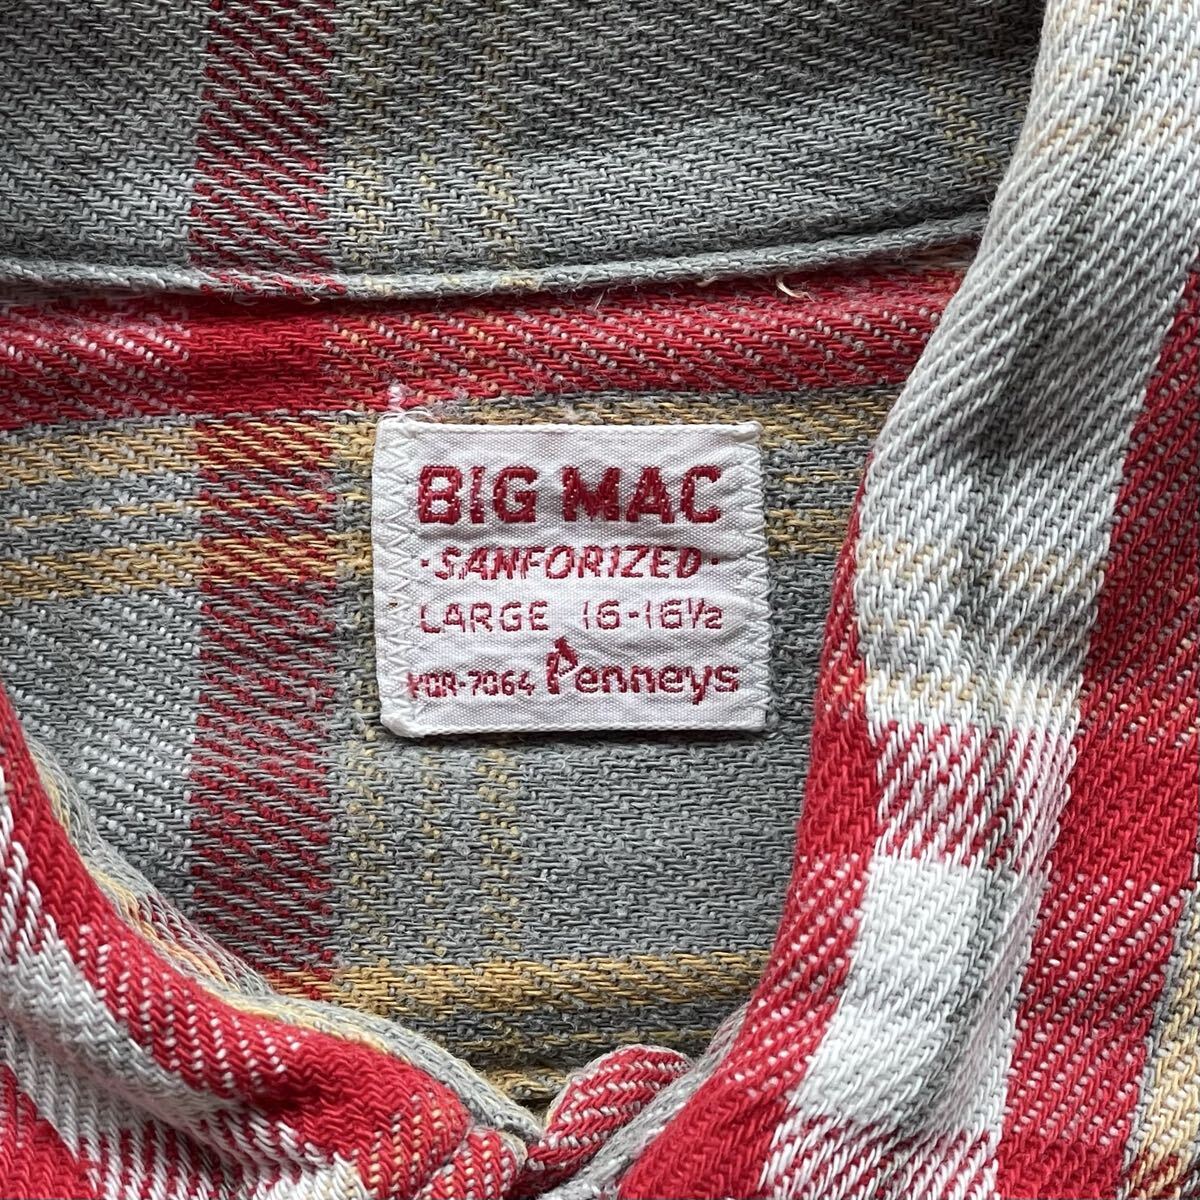 BIG MAC
·SANFORIZED·
LARGE 16-16½
Penneys